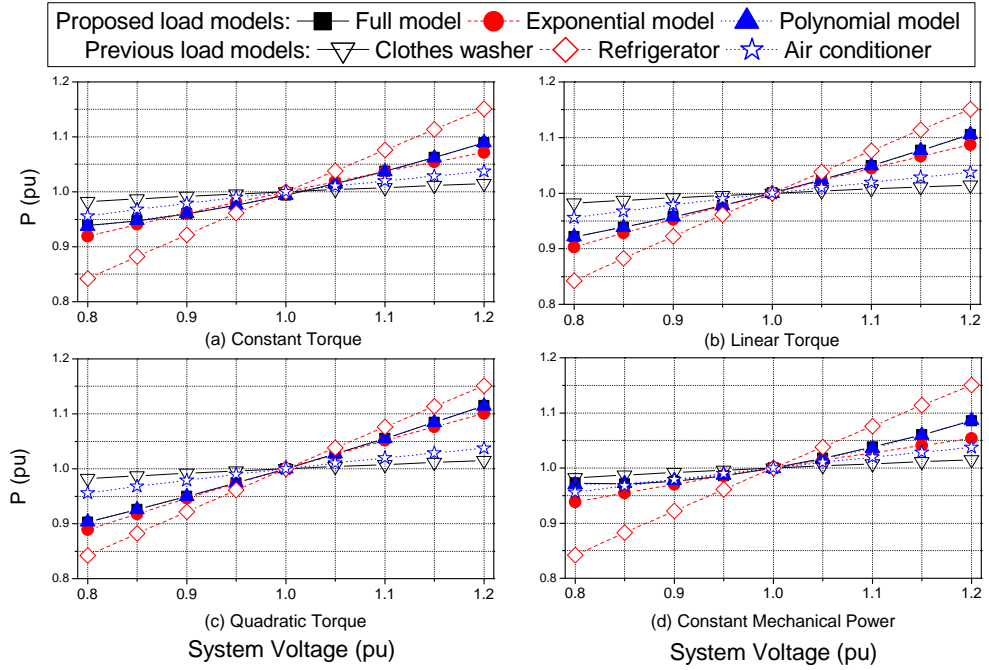 Proposed load models: Full model Exponential model Polynomial model
Previous load models: Clothes washer Refrigerator Air conditioner
1.2
1.1
1.0
0.9
0.8
P (pu)
0.8 0.9 1.0 1.1 1.2
(a) Constant Torque
1.2
1.1
1.0
0.9
0.8
0.8 0.9 1.0 1.1 1.2
(b) Linear Torque
1.2
1.1
1.0
0.9
0.8
P (pu)
0.8 0.9 1.0 1.1 1.2
(c) Quadratic Torque
System Voltage (pu)
1.2
1.1
1.0
0.9
0.8
0.8 0.9 1.0 1.1 1.2
(d) Constant Mechanical Power
System Voltage (pu)